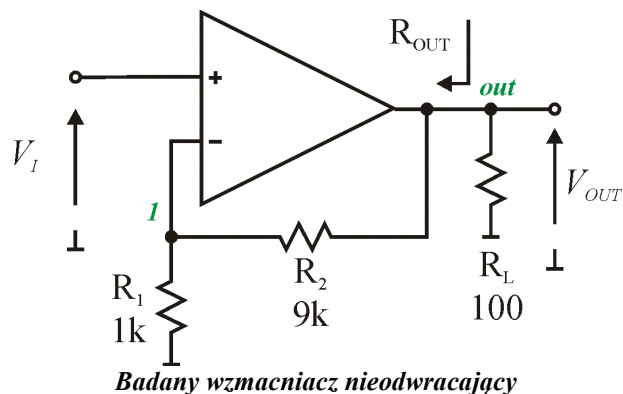 R_OUT
out
+
V_I
−
V_OUT
1
R_2
9k
R_1
1k
R_L
100
Badany wzmacniacz nieodwracający